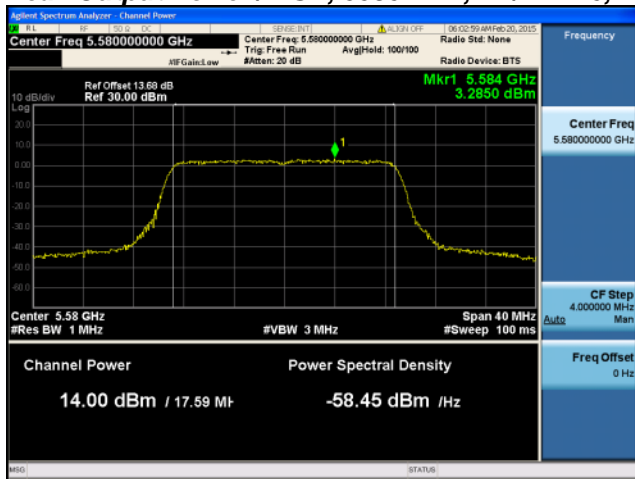 Agilent Spectrum Analyzer - Channel Power
RL RF 50 Ω DC SENSE:INT ALIGN OFF 06:02:59 AM Feb 20, 2015
Center Freq 5.580000000 GHz
Center Freq: 5.580000000 GHz
Radio Std: None
Trig: Free Run Avg|Hold: 100/100
#IFGain:Low #Atten: 20 dB Radio Device: BTS
Frequency
Mkr1 5.584 GHz
Ref Offset 13.68 dB
10 dB/div Ref 30.00 dBm 3.2850 dBm
Log
20.0
10.0
0.00
-10.0
-20.0
-30.0
-40.0
-50.0
-60.0
1
Center Freq
5.580000000 GHz
Center 5.58 GHz Span 40 MHz
#Res BW 1 MHz #VBW 3 MHz #Sweep 100 ms
CF Step
4.000000 MHz
Auto Man
Freq Offset
0 Hz
Channel Power Power Spectral Density
14.00 dBm / 17.59 MH -58.45 dBm /Hz
MSG STATUS